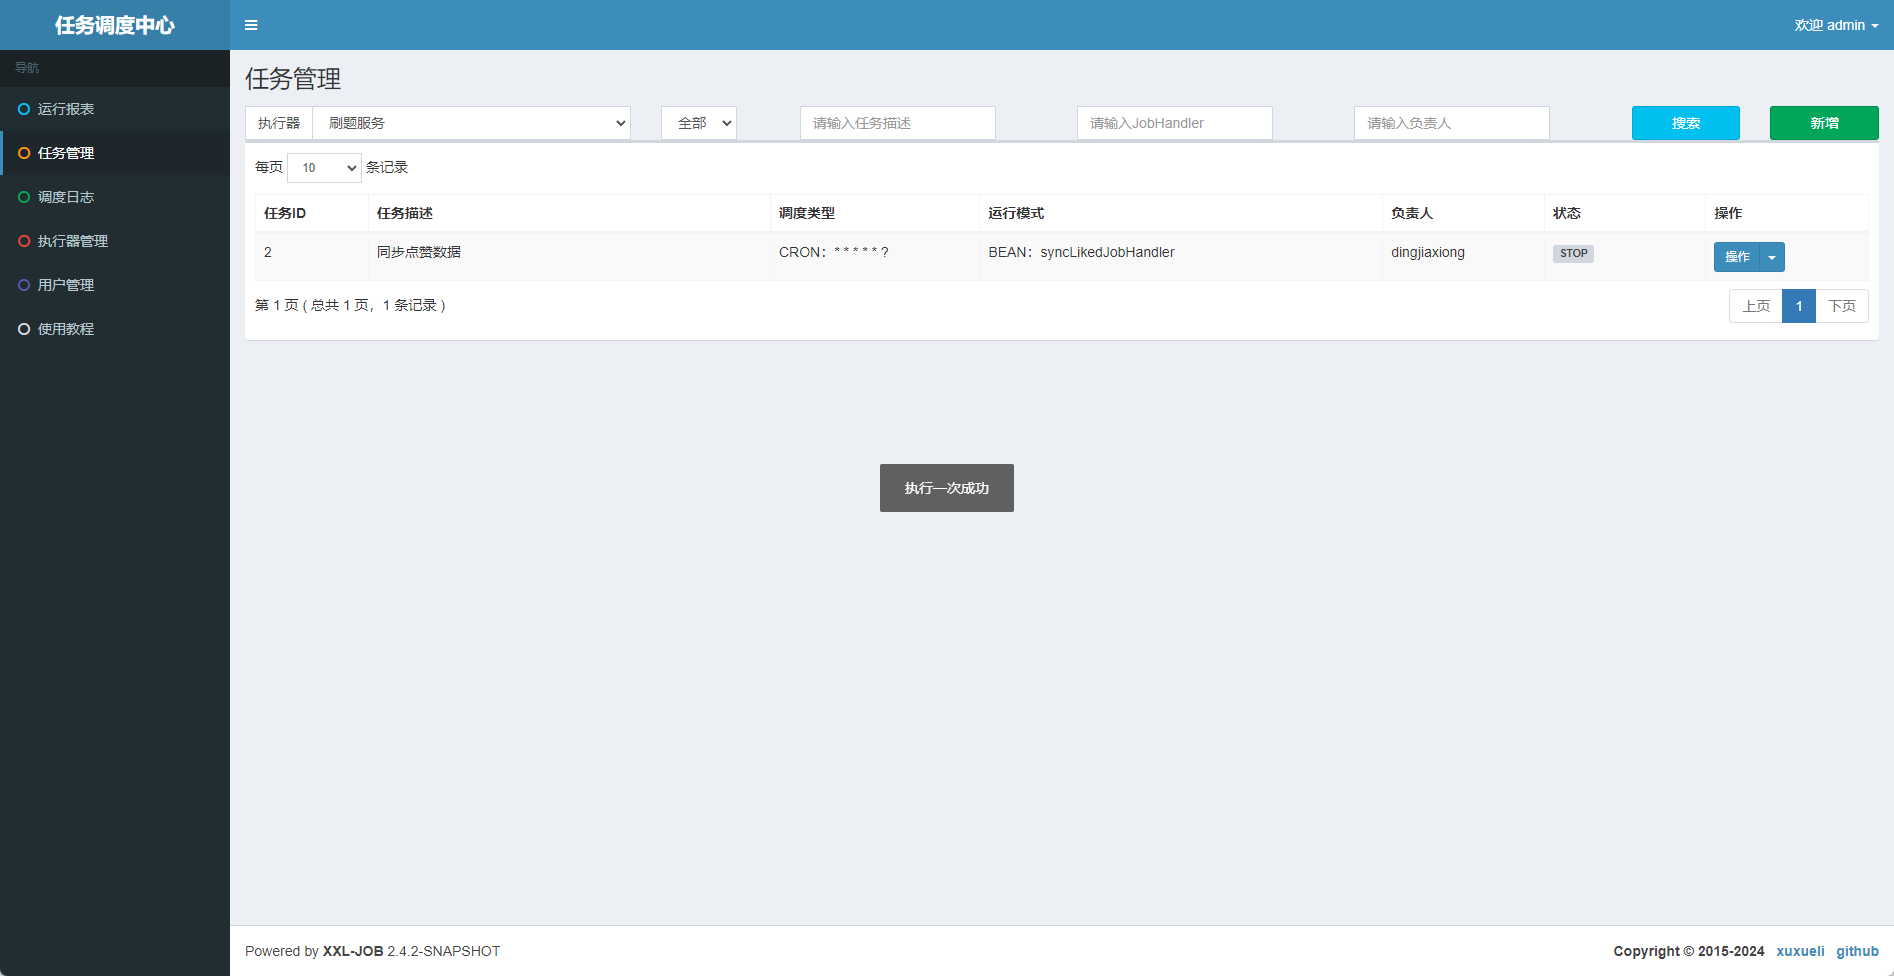 任务调度中心
欢迎 admin
导航
运行报表
任务管理
调度日志
执行器管理
用户管理
使用教程
任务管理
执行器 刷题服务 全部 请输入任务描述 请输入JobHandler 请输入负责人 搜索 新增
每页 10 条记录
任务ID 任务描述 调度类型 运行模式 负责人 状态 操作
2 同步点赞数据 CRON：* * * * * ? BEAN：syncLikedJobHandler dingjiaxiong STOP 操作
第 1 页 ( 总共 1 页，1 条记录 ) 上页 1 下页
执行一次成功
Powered by XXL-JOB 2.4.2-SNAPSHOT Copyright © 2015-2024 xuxueli github